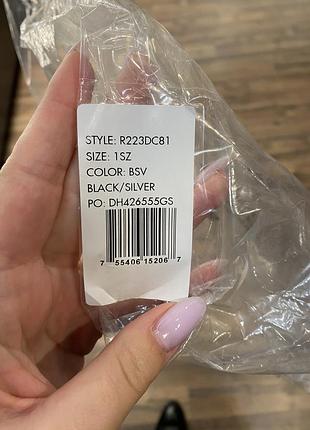 STYLE: R223DC81
SIZE: 1SZ
COLOR: BSV
BLACK/SILVER
PO: DH426555GS
7 55406 15206 7